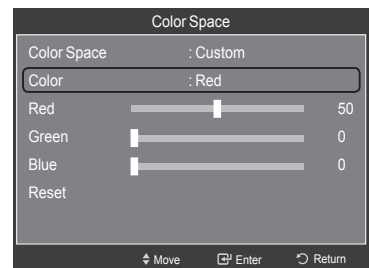 Color Space
Color Space : Custom
Color : Red
Red 50
Green 0
Blue 0
Reset
Move Enter Return